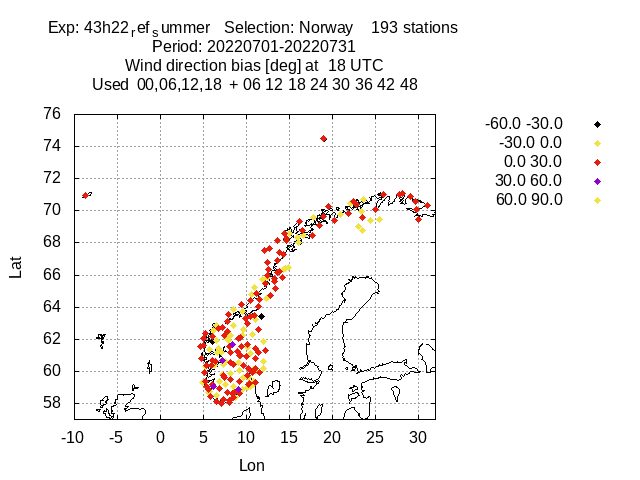 Exp: 43h22refsummer Selection: Norway 193 stations
Period: 20220701-20220731
Wind direction bias [deg] at 18 UTC
Used 00,06,12,18 + 06 12 18 24 30 36 42 48
76
74
72
70
68
66
64
62
60
58
Lat
-10 -5 0 5 10 15 20 25 30
Lon
-60.0 -30.0
-30.0 0.0
0.0 30.0
30.0 60.0
60.0 90.0